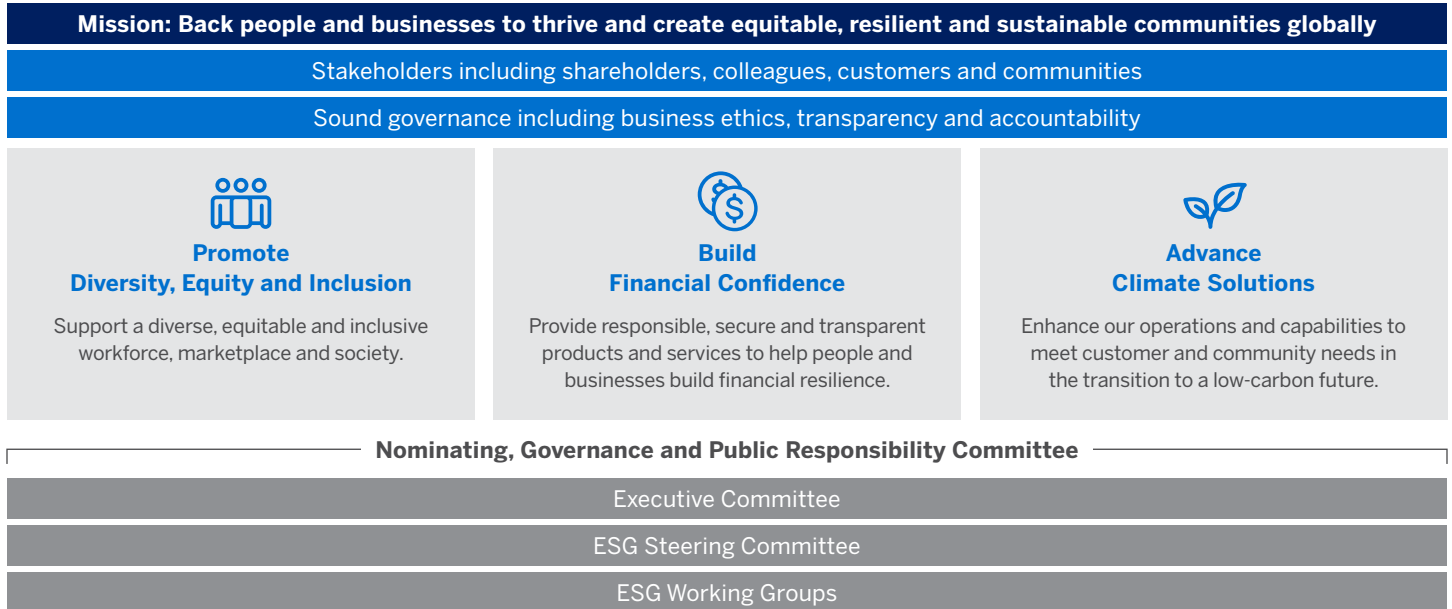 Mission: Back people and businesses to thrive and create equitable, resilient and sustainable communities globally
Stakeholders including shareholders, colleagues, customers and communities
Sound governance including business ethics, transparency and accountability
Promote
Diversity, Equity and Inclusion
Support a diverse, equitable and inclusive
workforce, marketplace and society.
$
$
Build
Financial Confidence
Provide responsible, secure and transparent
products and services to help people and
businesses build financial resilience.
Advance
Climate Solutions
Enhance our operations and capabilities to
meet customer and community needs in
the transition to a low-carbon future.
Nominating, Governance and Public Responsibility Committee
Executive Committee
ESG Steering Committee
ESG Working Groups